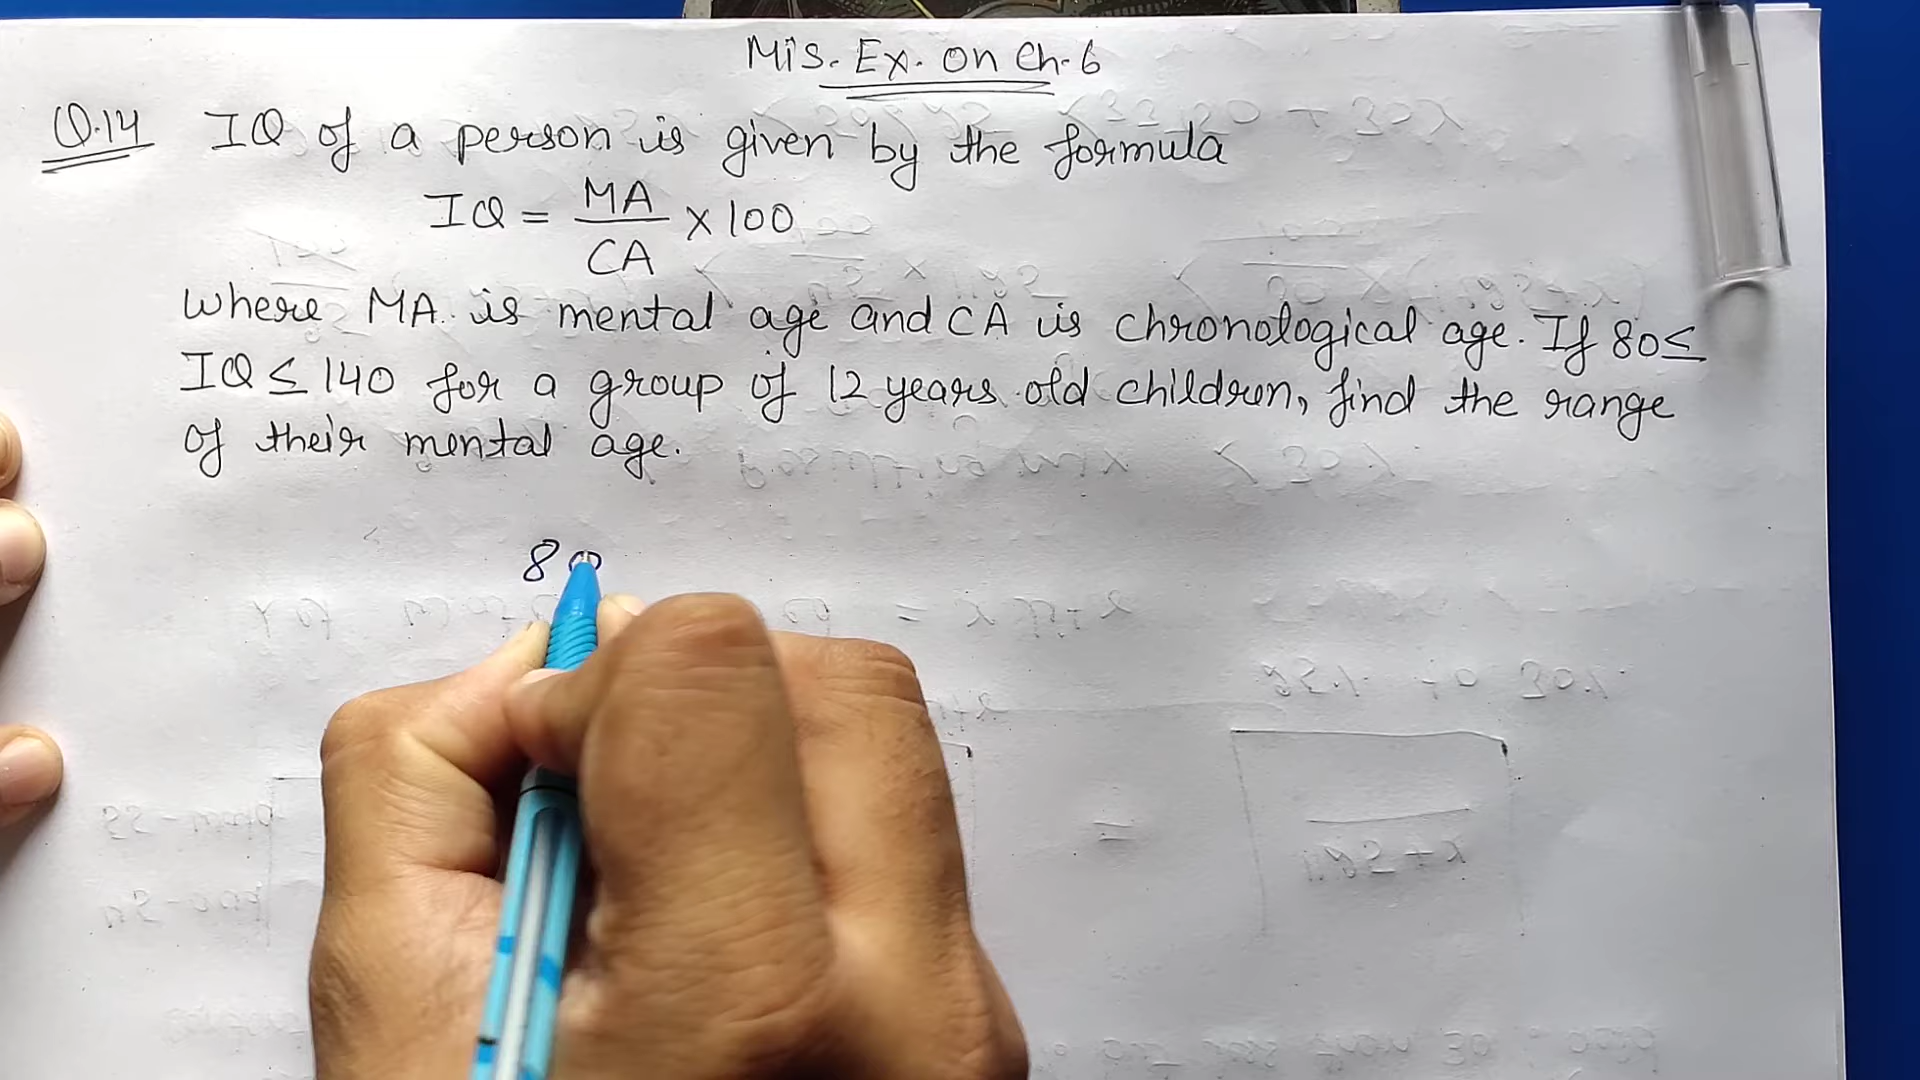 Mis. Ex. on Ch-6
Q.14 IQ of a person is given by the formula
IQ = MA/CA × 100
where MA is mental age and CA is chronological age. If 80≤
IQ ≤ 140 for a group of 12 years old children, find the range
of their mental age.
80